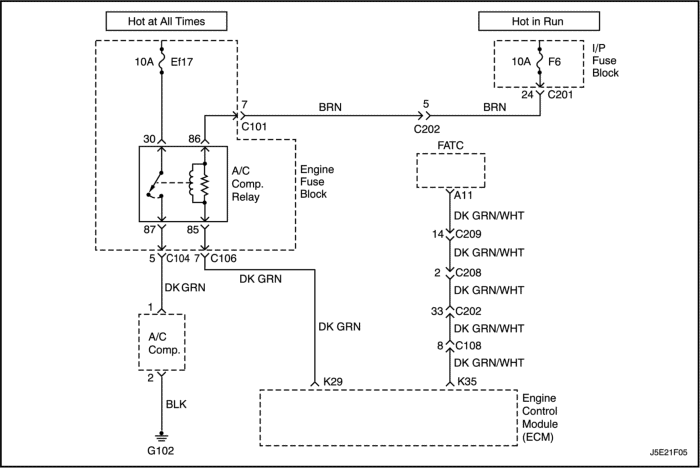 Hot at All Times
Hot in Run
10A Ef17
10A F6
I/P
Fuse
Block
24 C201
7
BRN
5
BRN
C101
C202
30
86
FATC
A/C
Comp.
Relay
Engine
Fuse
Block
A11
DK GRN/WHT
87
85
14 C209
DK GRN/WHT
5 C104 7 C106
2 C208
DK GRN
DK GRN
DK GRN/WHT
1
33 C202
DK GRN
DK GRN/WHT
A/C
Comp.
8 C108
DK GRN/WHT
2
K29
K35
BLK
Engine
Control
Module
(ECM)
G102
J5E21F05